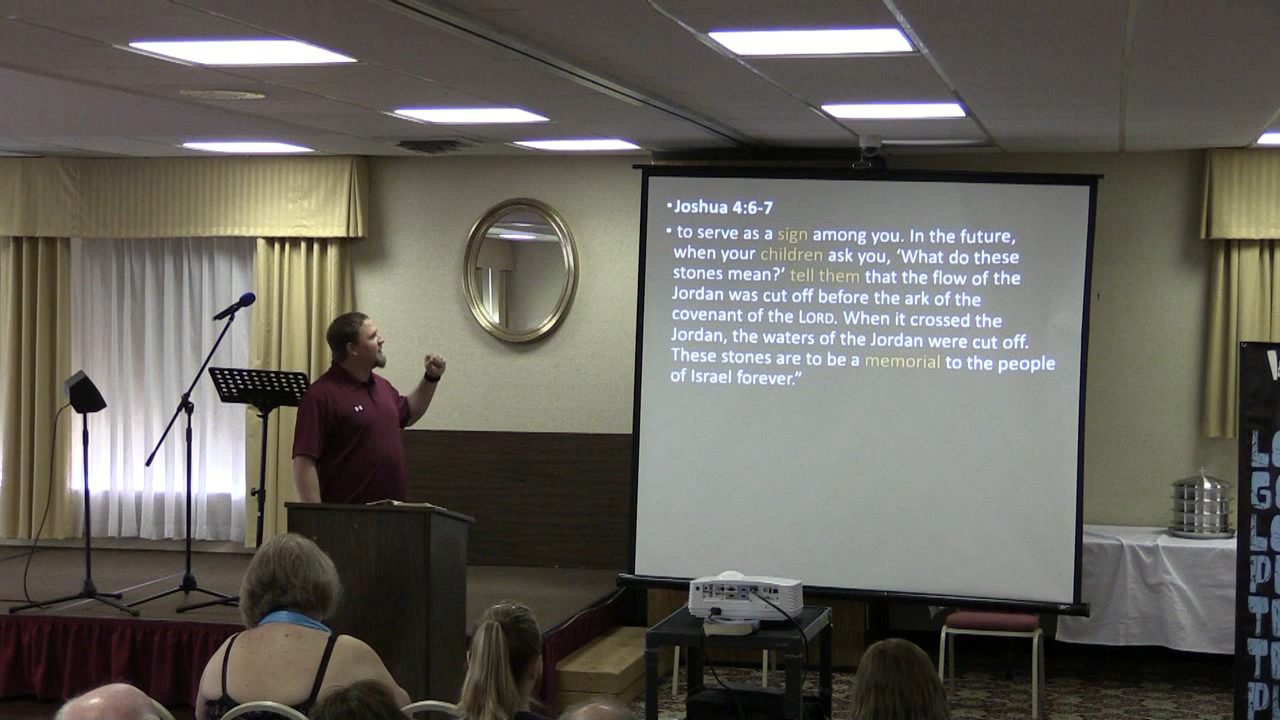 •Joshua 4:6-7
• to serve as a sign among you. In the future,
when your children ask you, ‘What do these
stones mean?’ tell them that the flow of the
Jordan was cut off before the ark of the
covenant of the LORD. When it crossed the
Jordan, the waters of the Jordan were cut off.
These stones are to be a memorial to the people
of Israel forever.”